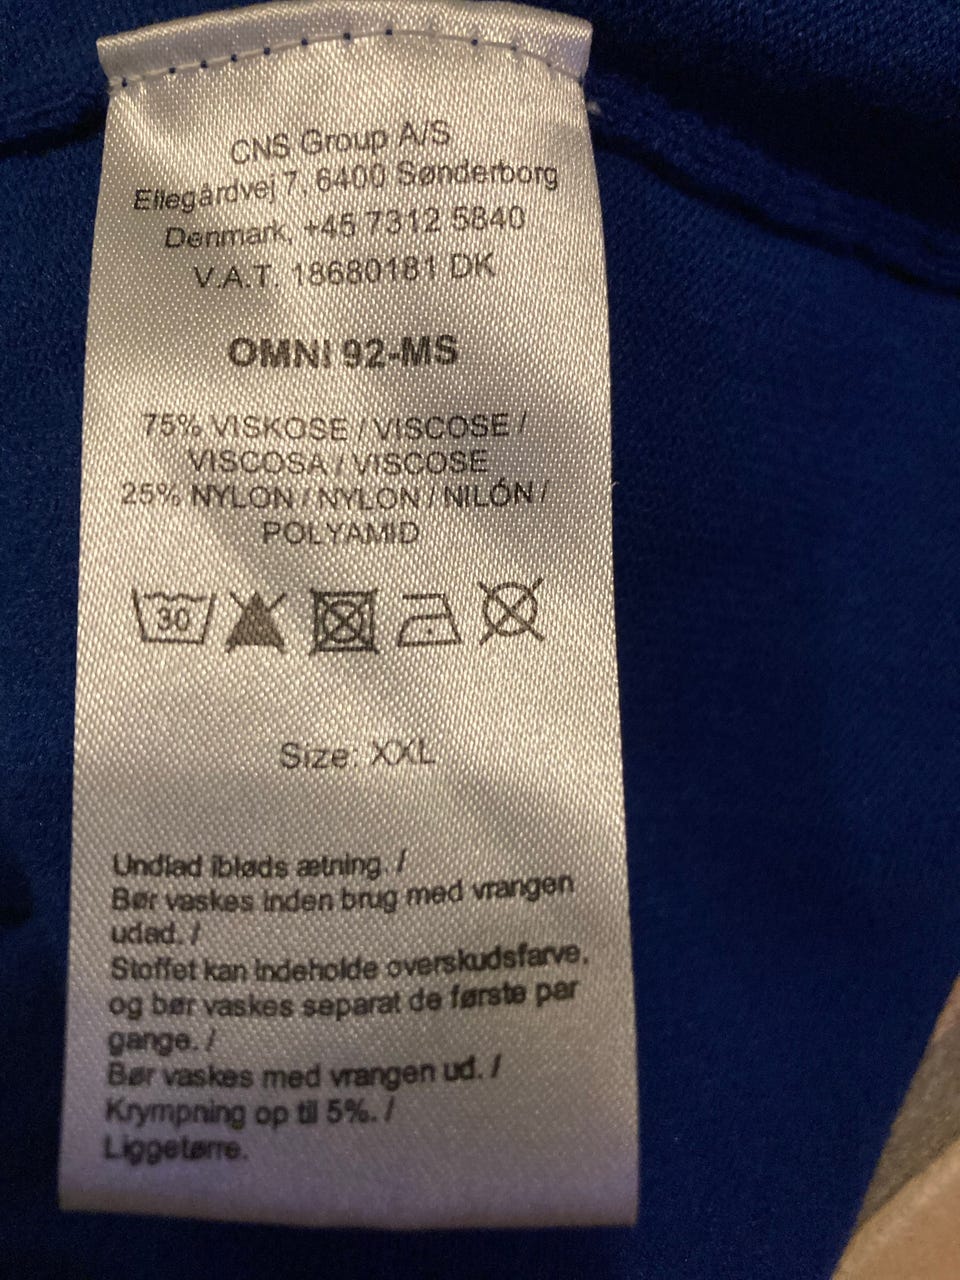 CNS Group A/S
Ellegårdvej 7, 6400 Sønderborg
Denmark, +45 7312 5840
V.A.T. 18680181 DK
OMNI 92-MS
75% VISKOSE / VISCOSE /
VISCOSA / VISCOSE
25% NYLON / NYLON / NILÓN /
POLYAMID
30
Size: XXL
Undlad ibløds ætning. /
Bør vaskes inden brug med vrangen
udad. /
Stoffet kan indeholde overskudsfarve,
og bør vaskes separat de første par
gange. /
Bør vaskes med vrangen ud. /
Krympning op til 5%. /
Liggetørre.